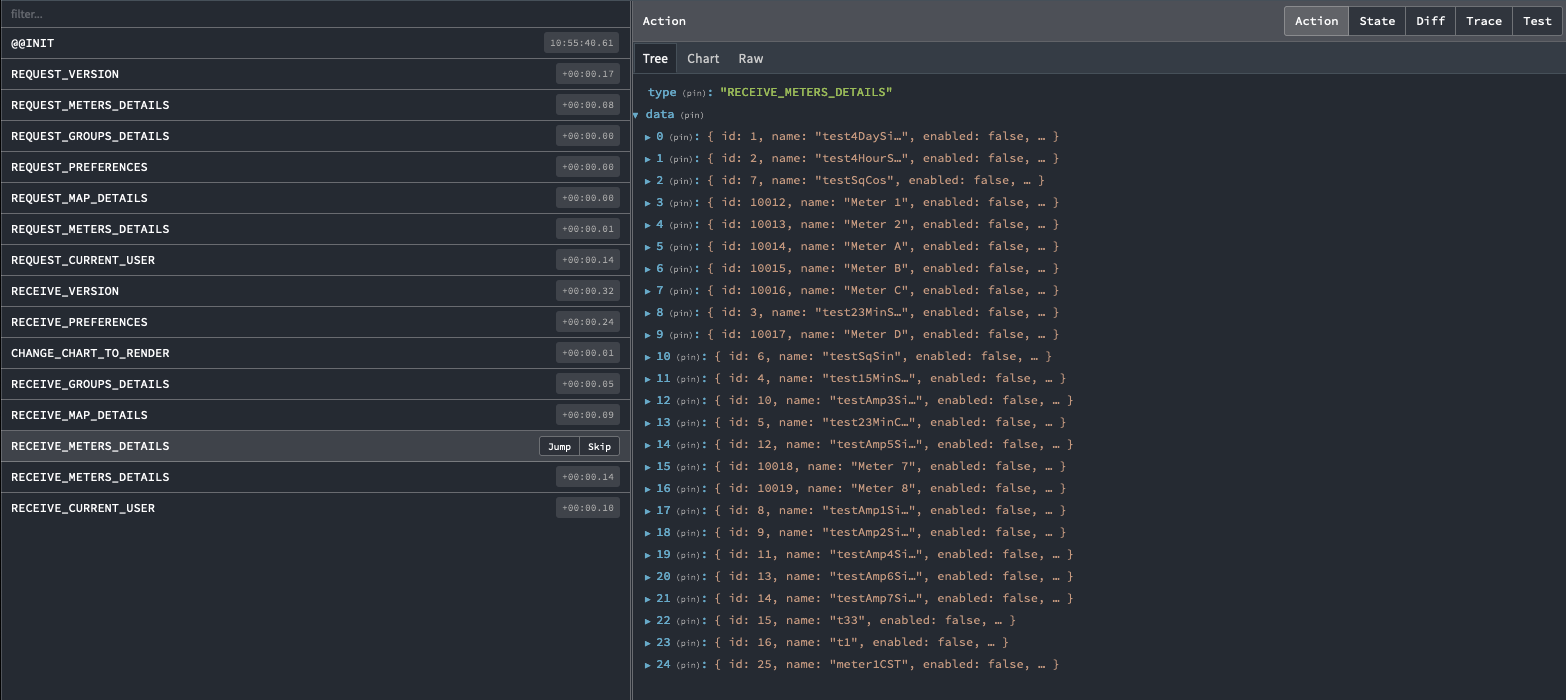 filter...
@@INIT 10:55:40.61
REQUEST_VERSION +00:00.17
REQUEST_METERS_DETAILS +00:00.08
REQUEST_GROUPS_DETAILS +00:00.00
REQUEST_PREFERENCES +00:00.00
REQUEST_MAP_DETAILS +00:00.00
REQUEST_METERS_DETAILS +00:00.01
REQUEST_CURRENT_USER +00:00.14
RECEIVE_VERSION +00:00.32
RECEIVE_PREFERENCES +00:00.24
CHANGE_CHART_TO_RENDER +00:00.01
RECEIVE_GROUPS_DETAILS +00:00.05
RECEIVE_MAP_DETAILS +00:00.09
RECEIVE_METERS_DETAILS Jump Skip
RECEIVE_METERS_DETAILS +00:00.14
RECEIVE_CURRENT_USER +00:00.10
Action Action State Diff Trace Test
Tree Chart Raw
type (pin): "RECEIVE_METERS_DETAILS"
▼ data (pin)
▶ 0 (pin): { id: 1, name: "test4DaySi…", enabled: false, … }
▶ 1 (pin): { id: 2, name: "test4HourS…", enabled: false, … }
▶ 2 (pin): { id: 7, name: "testSqCos", enabled: false, … }
▶ 3 (pin): { id: 10012, name: "Meter 1", enabled: false, … }
▶ 4 (pin): { id: 10013, name: "Meter 2", enabled: false, … }
▶ 5 (pin): { id: 10014, name: "Meter A", enabled: false, … }
▶ 6 (pin): { id: 10015, name: "Meter B", enabled: false, … }
▶ 7 (pin): { id: 10016, name: "Meter C", enabled: false, … }
▶ 8 (pin): { id: 3, name: "test23MinS…", enabled: false, … }
▶ 9 (pin): { id: 10017, name: "Meter D", enabled: false, … }
▶ 10 (pin): { id: 6, name: "testSqSin", enabled: false, … }
▶ 11 (pin): { id: 4, name: "test15MinS…", enabled: false, … }
▶ 12 (pin): { id: 10, name: "testAmp3Si…", enabled: false, … }
▶ 13 (pin): { id: 5, name: "test23MinC…", enabled: false, … }
▶ 14 (pin): { id: 12, name: "testAmp5Si…", enabled: false, … }
▶ 15 (pin): { id: 10018, name: "Meter 7", enabled: false, … }
▶ 16 (pin): { id: 10019, name: "Meter 8", enabled: false, … }
▶ 17 (pin): { id: 8, name: "testAmp1Si…", enabled: false, … }
▶ 18 (pin): { id: 9, name: "testAmp2Si…", enabled: false, … }
▶ 19 (pin): { id: 11, name: "testAmp4Si…", enabled: false, … }
▶ 20 (pin): { id: 13, name: "testAmp6Si…", enabled: false, … }
▶ 21 (pin): { id: 14, name: "testAmp7Si…", enabled: false, … }
▶ 22 (pin): { id: 15, name: "t33", enabled: false, … }
▶ 23 (pin): { id: 16, name: "t1", enabled: false, … }
▶ 24 (pin): { id: 25, name: "meter1CST", enabled: false, … }